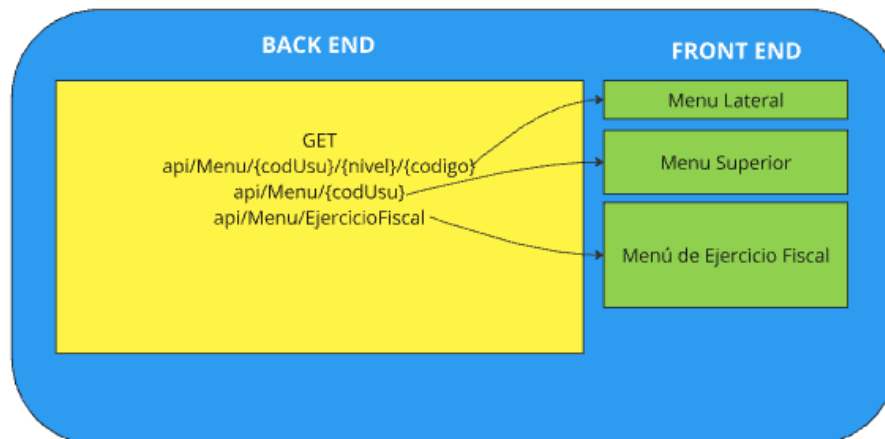 BACK END
FRONT END
GET
api/Menu/{codUsu}/{nivel}/{codigo}
api/Menu/{codUsu}
api/Menu/EjercicioFiscal
Menu Lateral
Menu Superior
Menú de Ejercicio Fiscal